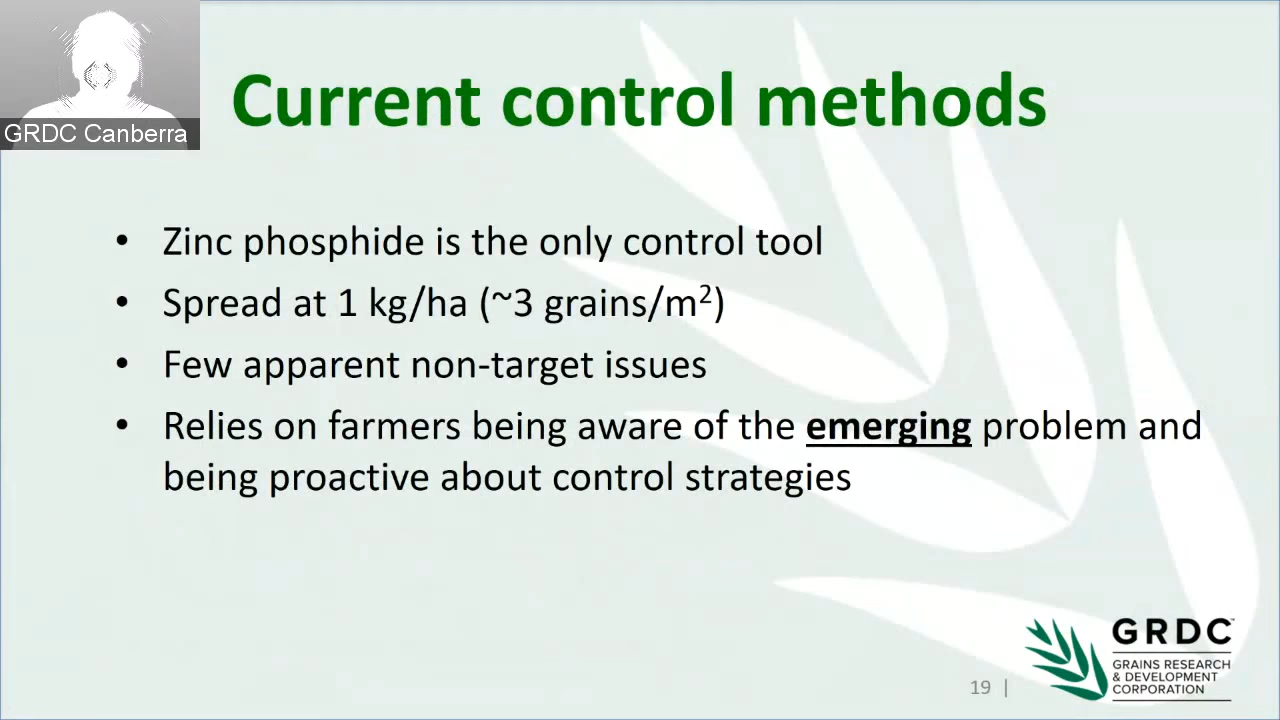 GRDC Canberra
Current control methods
• Zinc phosphide is the only control tool
• Spread at 1 kg/ha (~3 grains/m²)
• Few apparent non-target issues
• Relies on farmers being aware of the emerging problem and
being proactive about control strategies
19 |
GRDC™
GRAINS RESEARCH
& DEVELOPMENT
CORPORATION